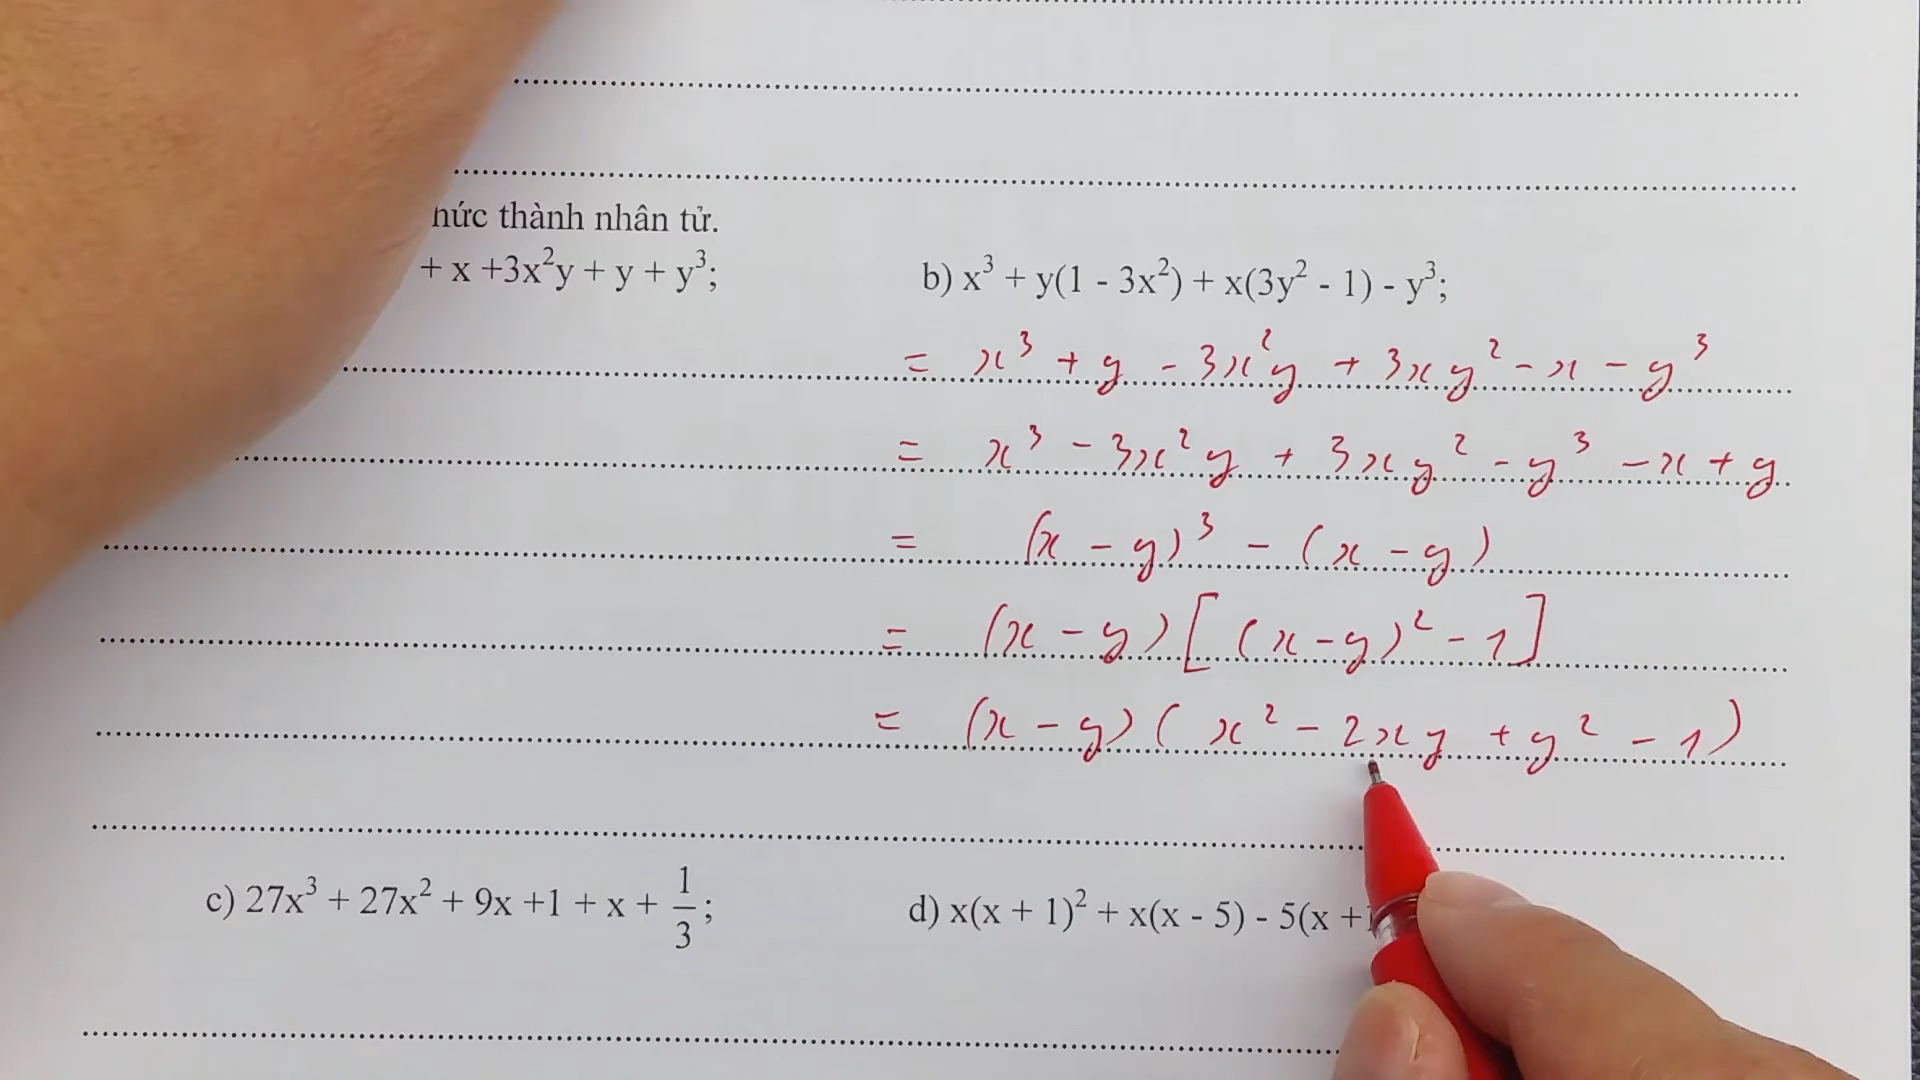 thành nhân tử.
+ x +3x²y + y + y³;
b) x³ + y(1 - 3x²) + x(3y² - 1) - y³;
= x³ + y - 3x²y + 3xy² - x - y³
= x³ - 3x²y + 3xy² - y³ - x + y
= (x - y)³ - (x - y)
= (x - y)[(x - y)² - 1]
= (x - y)(x² - 2xy + y² - 1)
c) 27x³ + 27x² + 9x +1 + x + 1/3;
d) x(x + 1)² + x(x - 5) - 5(x +